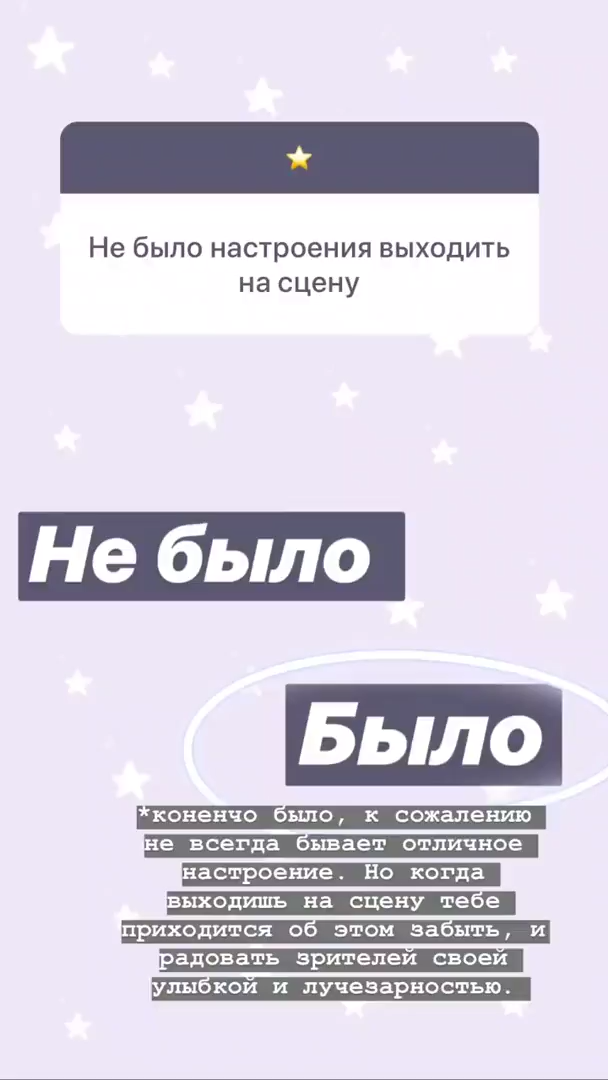 Не было настроения выходить
на сцену
Не было
Было
*коненчо было, к сожалению
не всегда бывает отличное
настроение. Но когда
выходишь на сцену тебе
приходится об этом забыть, и
радовать зрителей своей
улыбкой и лучезарностью.